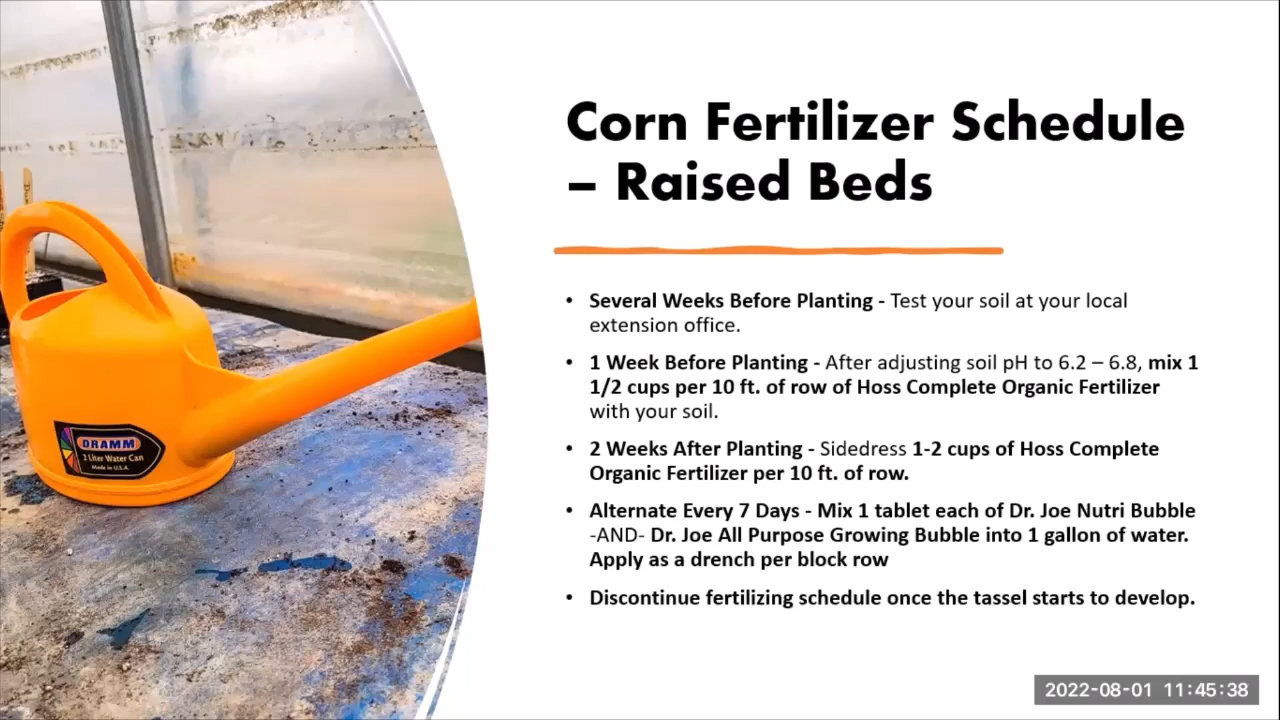 Corn Fertilizer Schedule
– Raised Beds
• Several Weeks Before Planting - Test your soil at your local
extension office.
• 1 Week Before Planting - After adjusting soil pH to 6.2 – 6.8, mix 1
1/2 cups per 10 ft. of row of Hoss Complete Organic Fertilizer
with your soil.
• 2 Weeks After Planting - Sidedress 1-2 cups of Hoss Complete
Organic Fertilizer per 10 ft. of row.
• Alternate Every 7 Days - Mix 1 tablet each of Dr. Joe Nutri Bubble
-AND- Dr. Joe All Purpose Growing Bubble into 1 gallon of water.
Apply as a drench per block row
• Discontinue fertilizing schedule once the tassel starts to develop.
DRAMM
2 Liter Water Can
Made in U.S.A.
2022-08-01 11:45:38